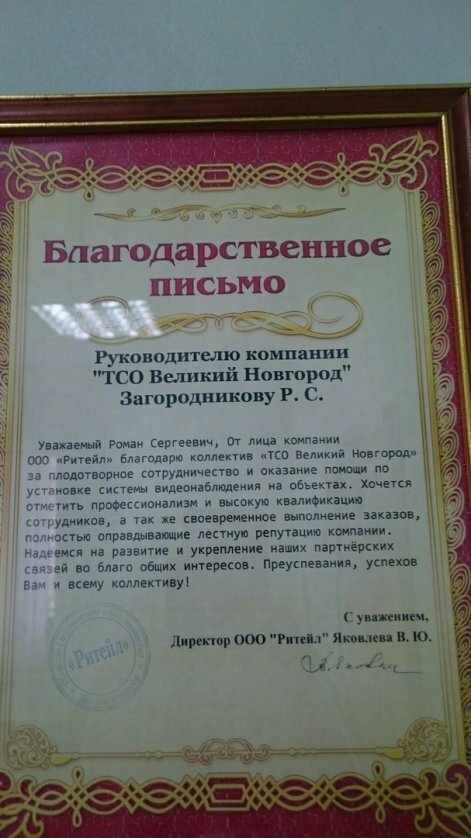 Благодарственное
письмо
Руководителю компании
"ТСО Великий Новгород"
Загородникову Р. С.
Уважаемый Роман Сергеевич, От лица компании
ООО «Ритейл» благодарю коллектив «ТСО Великий Новгород»
за плодотворное сотрудничество и оказание помощи по
установке системы видеонаблюдения на объектах. Хочется
отметить профессионализм и высокую квалификацию
сотрудников, а так же своевременное выполнение заказов,
полностью оправдывающие лестную репутацию компании.
Надеемся на развитие и укрепление наших партнёрских
связей во благо общих интересов. Преуспевания, успехов
Вам и всему коллективу!
С уважением,
Директор ООО "Ритейл" Яковлева В. Ю.
«Ритейл»